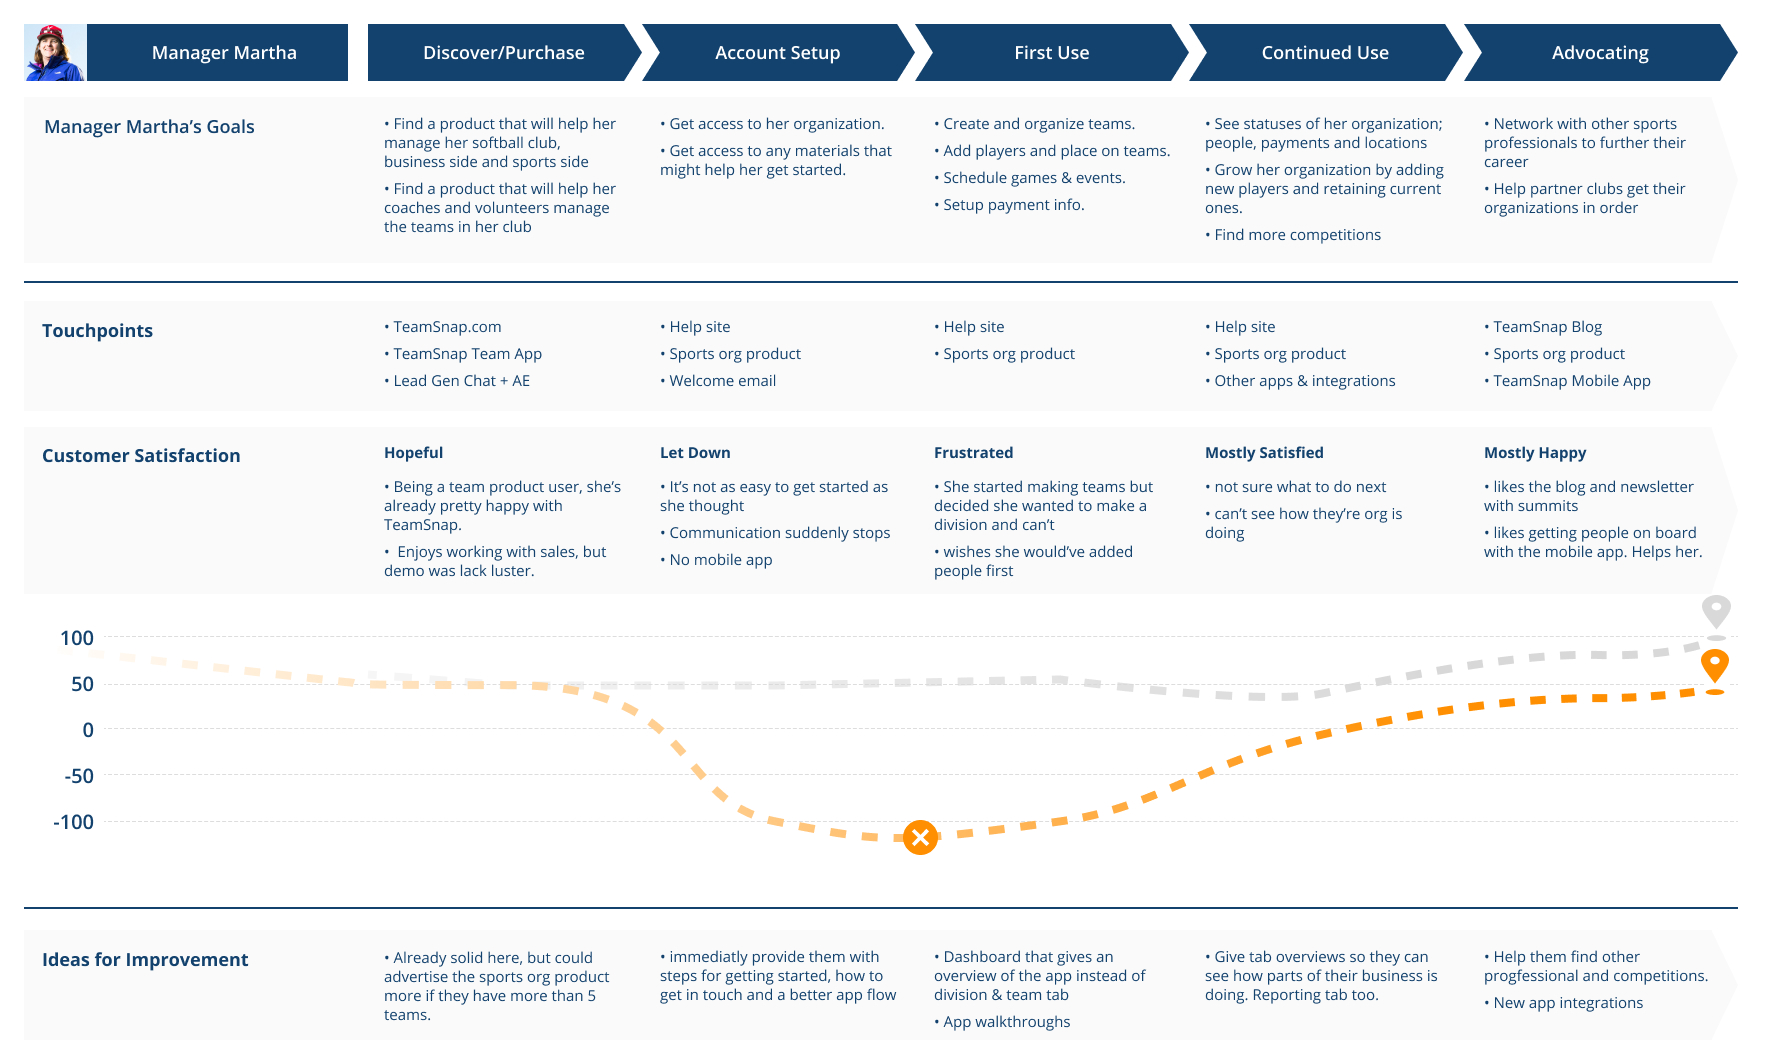 Manager Martha
Discover/Purchase
Account Setup
First Use
Continued Use
Advocating
Manager Martha’s Goals
• Find a product that will help her
manage her softball club,
business side and sports side
• Find a product that will help her
coaches and volunteers manage
the teams in her club
• Get access to her organization.
• Get access to any materials that
might help her get started.
• Create and organize teams.
• Add players and place on teams.
• Schedule games & events.
• Setup payment info.
• See statuses of her organization;
people, payments and locations
• Grow her organization by adding
new players and retaining current
ones.
• Find more competitions
• Network with other sports
professionals to further their
career
• Help partner clubs get their
organizations in order
Touchpoints
• TeamSnap.com
• TeamSnap Team App
• Lead Gen Chat + AE
• Help site
• Sports org product
• Welcome email
• Help site
• Sports org product
• Help site
• Sports org product
• Other apps & integrations
• TeamSnap Blog
• Sports org product
• TeamSnap Mobile App
Customer Satisfaction
Hopeful
• Being a team product user, she’s
already pretty happy with
TeamSnap.
• Enjoys working with sales, but
demo was lack luster.
Let Down
• It’s not as easy to get started as
she thought
• Communication suddenly stops
• No mobile app
Frustrated
• She started making teams but
decided she wanted to make a
division and can’t
• wishes she would’ve added
people first
Mostly Satisfied
• not sure what to do next
• can’t see how they’re org is
doing
Mostly Happy
• likes the blog and newsletter
with summits
• likes getting people on board
with the mobile app. Helps her.
100
50
0
-50
-100
Ideas for Improvement
• Already solid here, but could
advertise the sports org product
more if they have more than 5
teams.
• immediatly provide them with
steps for getting started, how to
get in touch and a better app flow
• Dashboard that gives an
overview of the app instead of
division & team tab
• App walkthroughs
• Give tab overviews so they can
see how parts of their business is
doing. Reporting tab too.
• Help them find other
progfessional and competitions.
• New app integrations